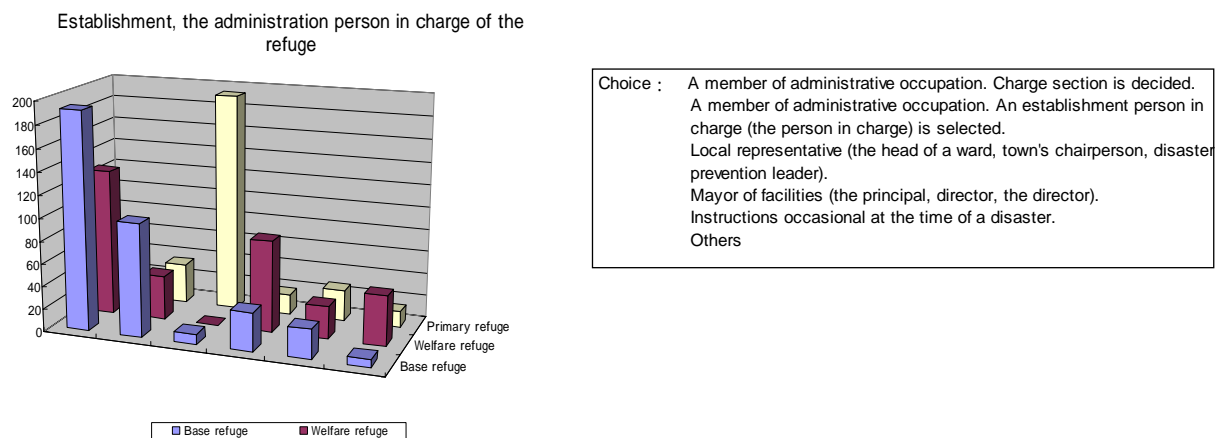 Establishment, the administration person in charge of the
refuge
200
180
160
140
120
100
80
60
40
20
0
Primary refuge
Welfare refuge
Base refuge
Base refuge Welfare refuge
Choice : A member of administrative occupation. Charge section is decided.
A member of administrative occupation. An establishment person in
charge (the person in charge) is selected.
Local representative (the head of a ward, town's chairperson, disaster
prevention leader).
Mayor of facilities (the principal, director, the director).
Instructions occasional at the time of a disaster.
Others